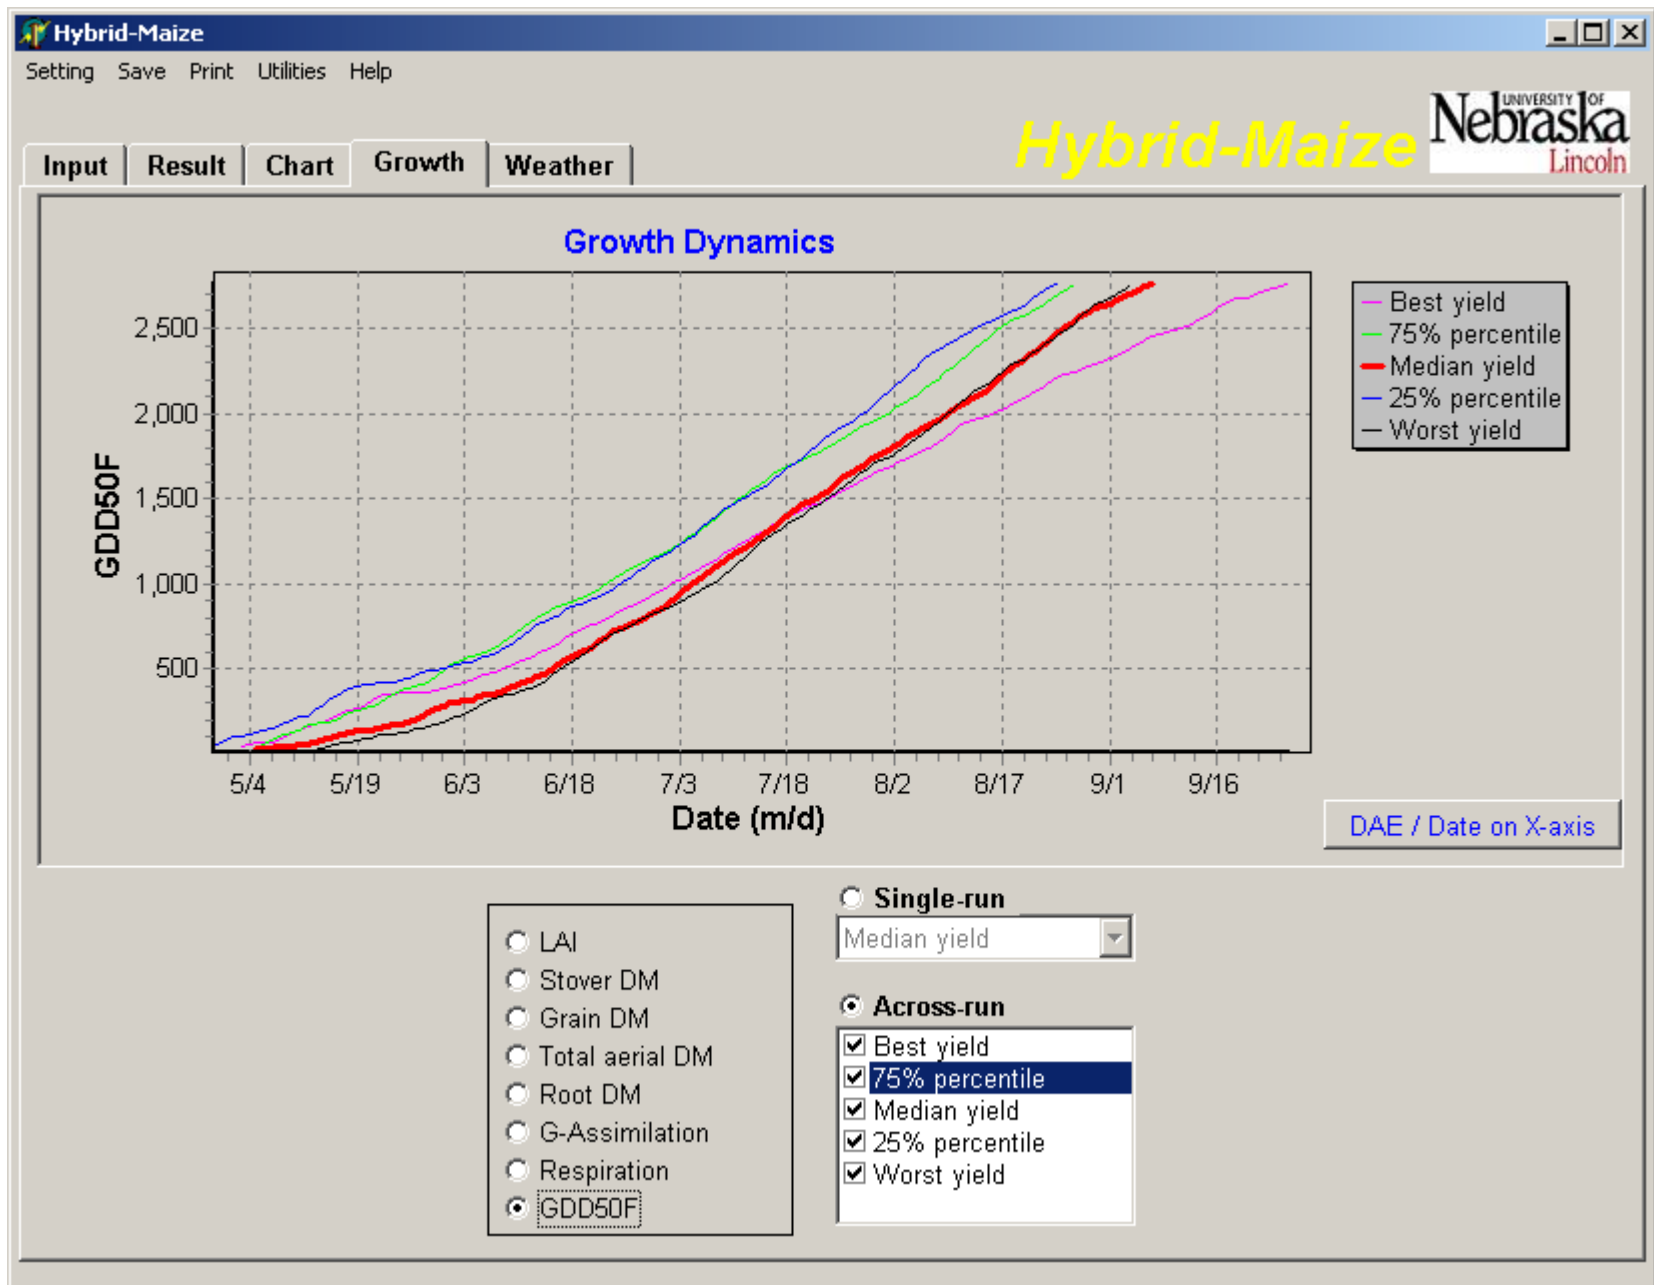 Hybrid-Maize
Setting Save Print Utilities Help
Hybrid-Maize
UNIVERSITY OF
Nebraska
Lincoln
Input Result Chart Growth Weather
Growth Dynamics
2,500
2,000
1,500
1,000
500
GDD50F
5/4 5/19 6/3 6/18 7/3 7/18 8/2 8/17 9/1 9/16
Date (m/d)
Best yield
75% percentile
Median yield
25% percentile
Worst yield
DAE / Date on X-axis
LAI
Stover DM
Grain DM
Total aerial DM
Root DM
G-Assimilation
Respiration
GDD50F
Single-run
Median yield
Across-run
Best yield
75% percentile
Median yield
25% percentile
Worst yield